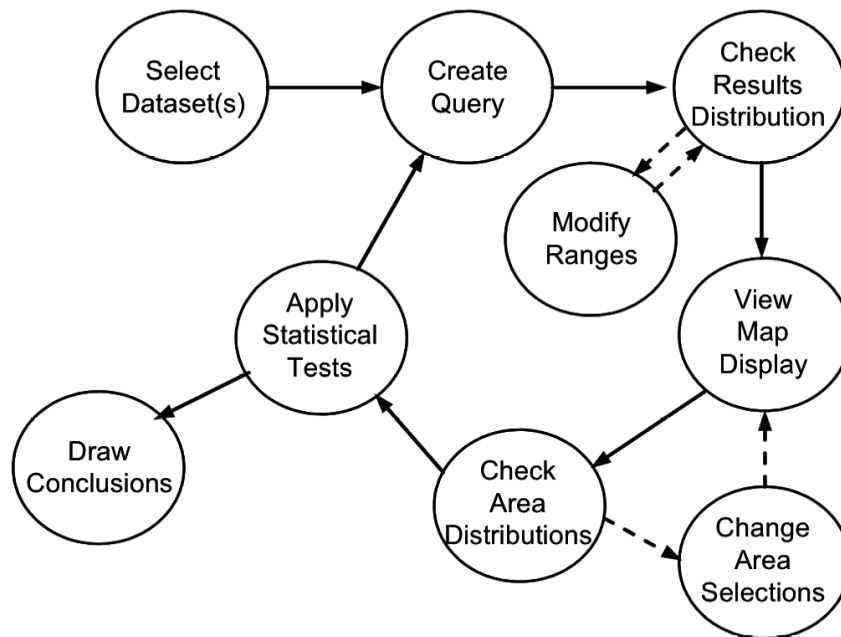 Select
Dataset(s)
Create
Query
Check
Results
Distribution
Modify
Ranges
View
Map
Display
Apply
Statistical
Tests
Draw
Conclusions
Check
Area
Distributions
Change
Area
Selections